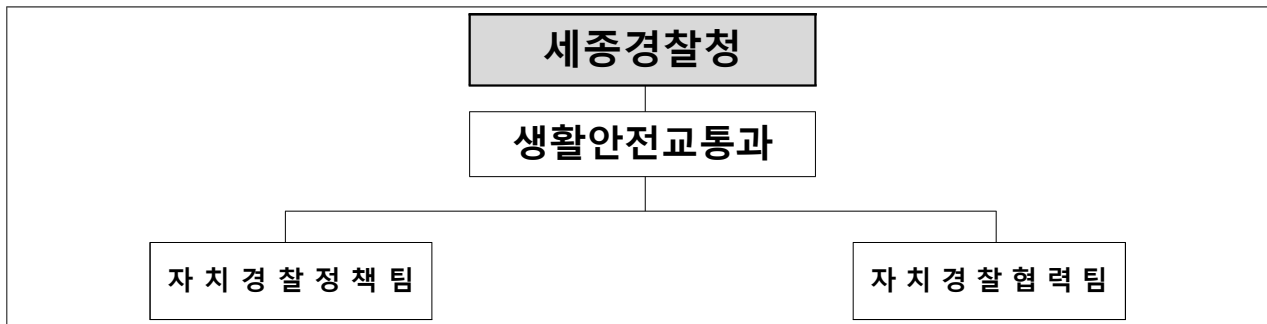 세종경찰청
생활안전교통과
자 치 경 찰 정 책 팀
자 치 경 찰 협 력 팀